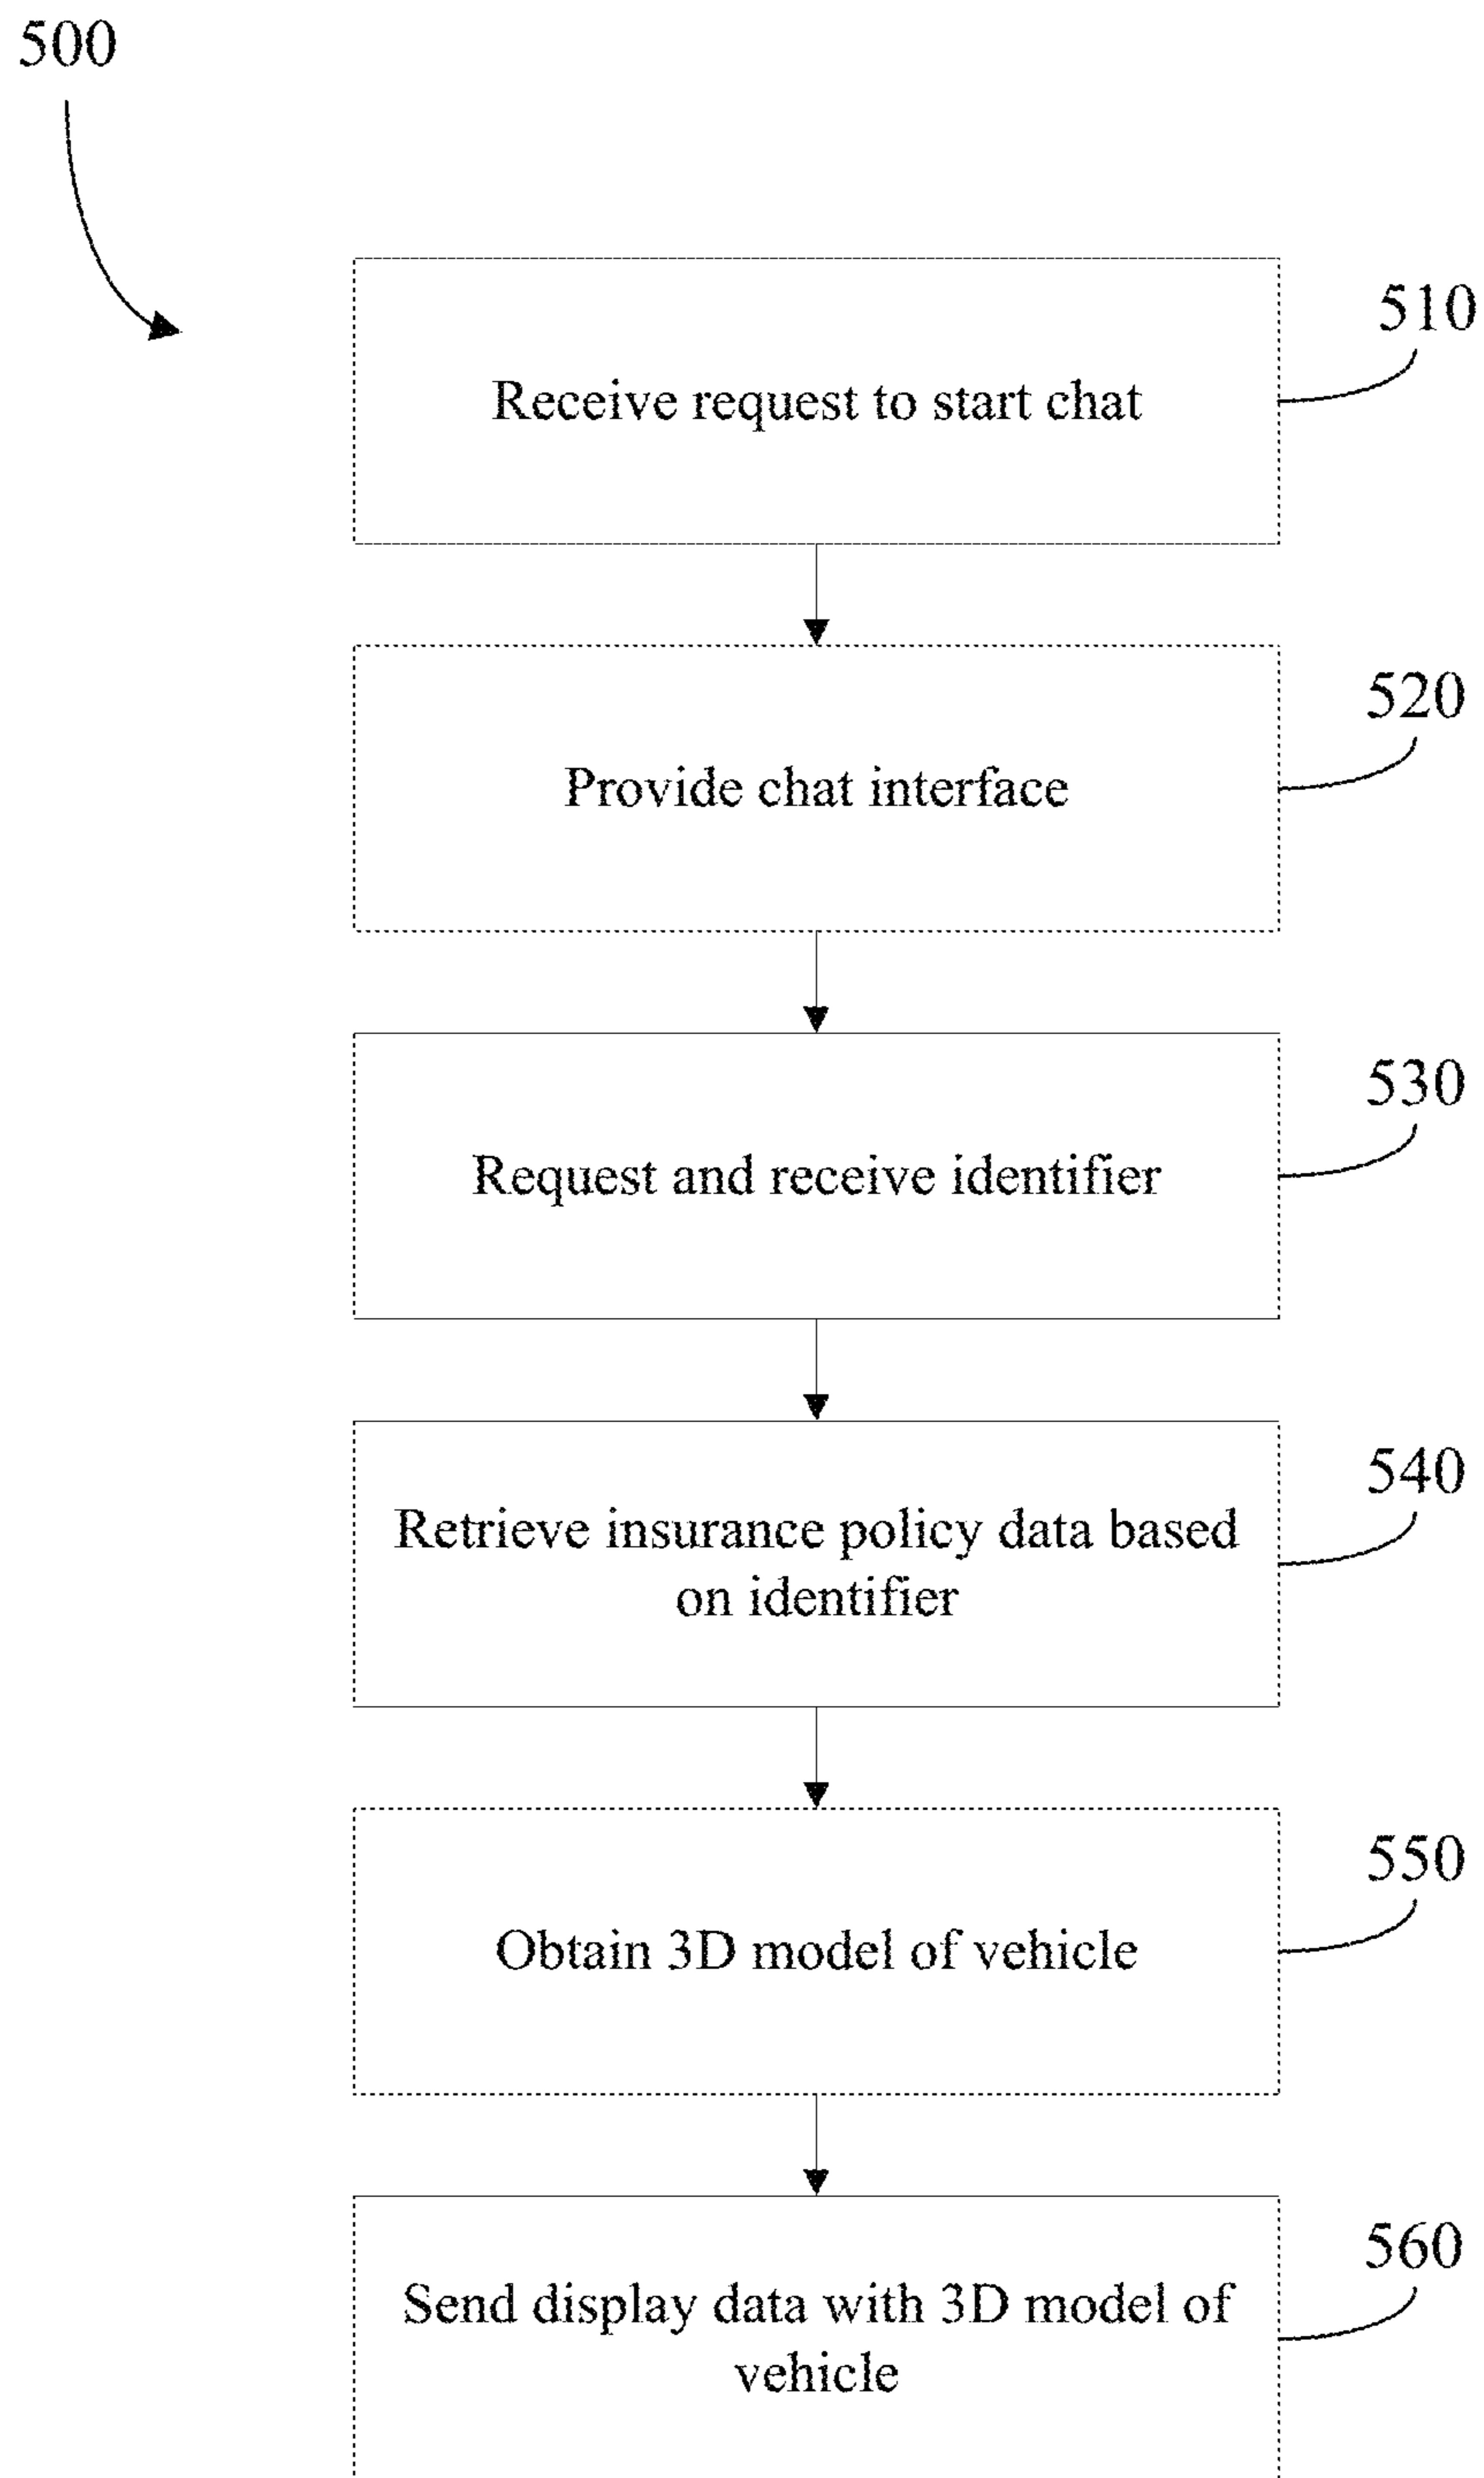 500
510
Receive request to start chat
520
Provide chat interface
530
Request and receive identifier
540
Retrieve insurance policy data based
on identifier
550
Obtain 3D model of vehicle
560
Send display data with 3D model of
vehicle